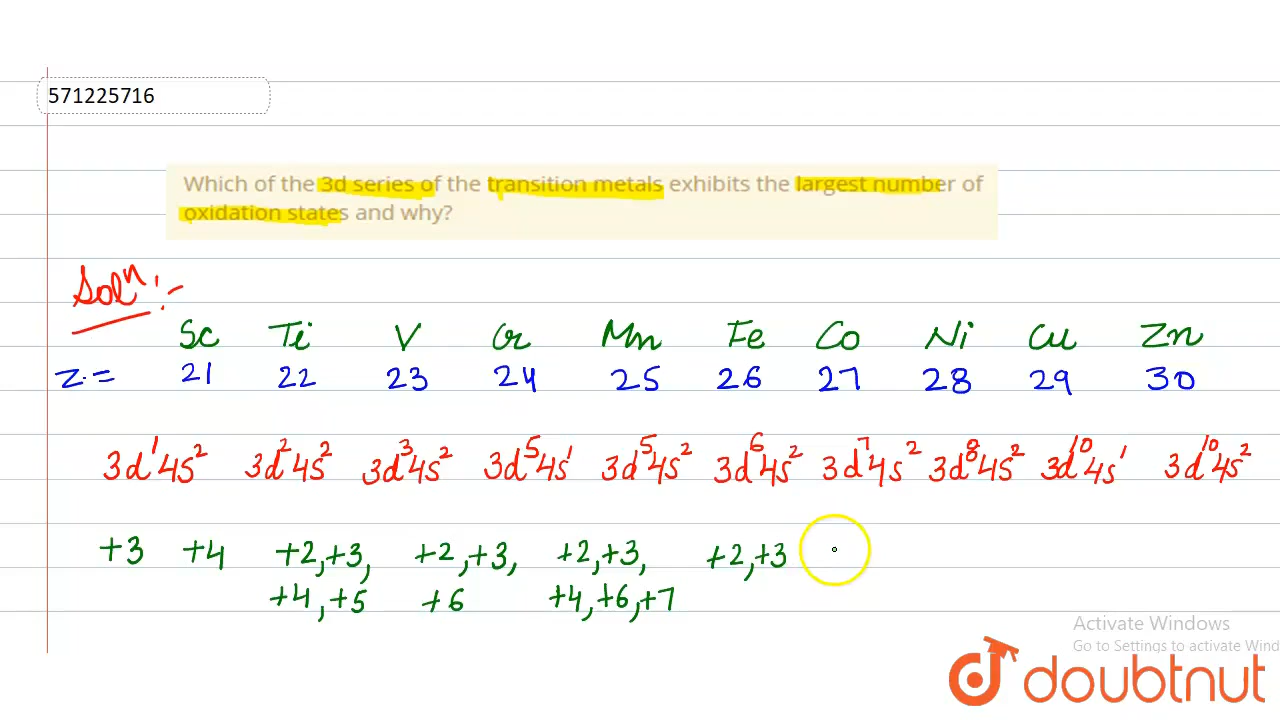 571225716
Which of the 3d series of the transition metals exhibits the largest number of
oxidation states and why?
Solⁿ :-
Sc Ti V Cr Mn Fe Co Ni Cu Zn
Z = 21 22 23 24 25 26 27 28 29 30
3d¹4s² 3d²4s² 3d³4s² 3d⁵4s¹ 3d⁵4s² 3d⁶4s² 3d⁷4s² 3d⁸4s² 3d¹⁰4s¹ 3d¹⁰4s²
+3 +4 +2,+3, +2,+3, +2,+3, +2,+3
+4,+5 +6 +4,+6,+7
Activate Windows
Go to Settings to activate Wind
doubtnut